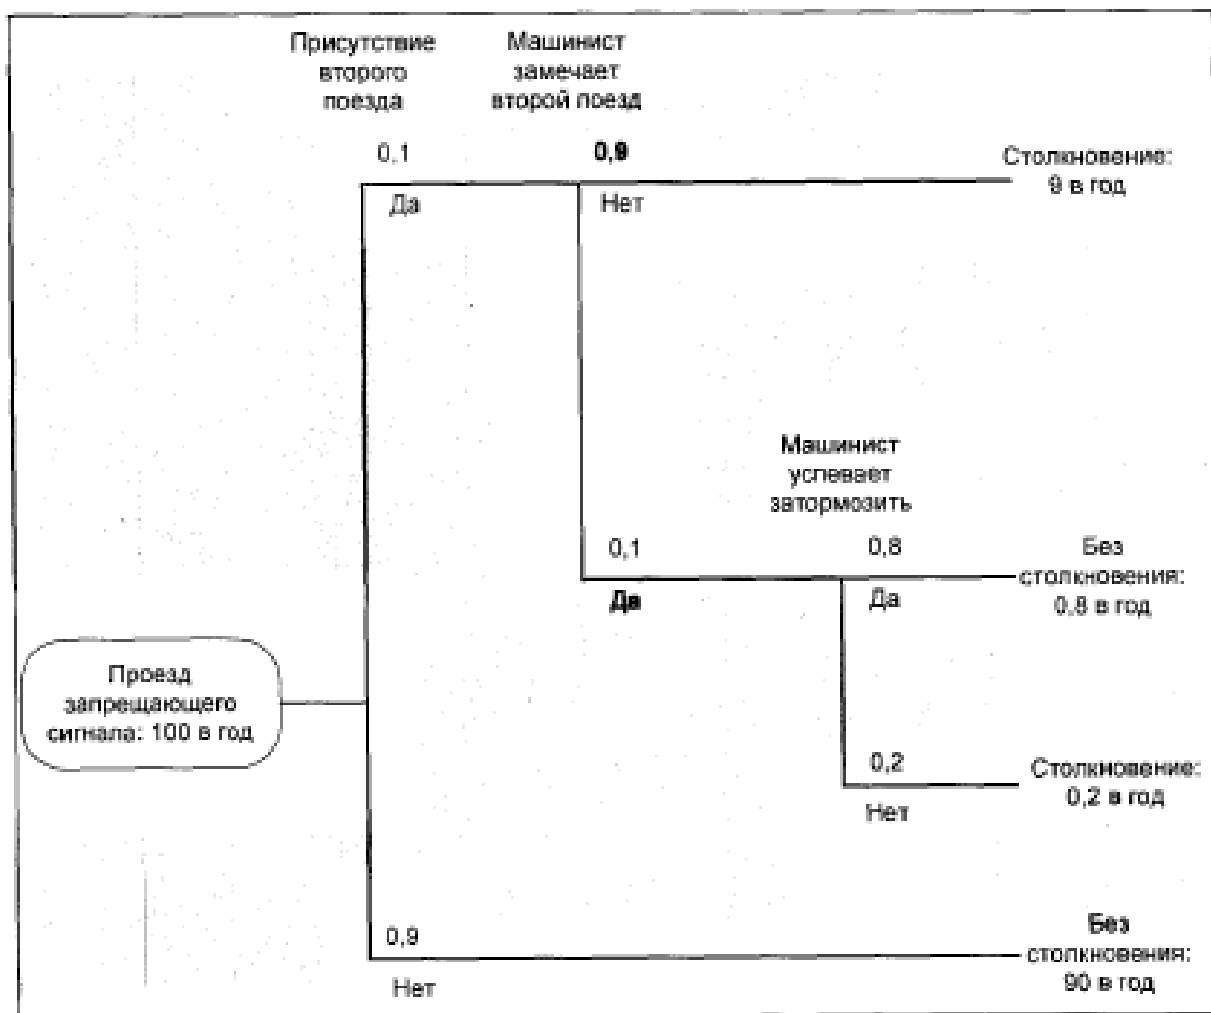 Присутствие
второго
поезда
Машинист
замечает
второй поезд
0,1
Да
0,9
Нет
Столкновение:
9 в год
Машинист
успевает
затормозить
0,1
Да
0,8
Да
Без
столкновения:
0,8 в год
Проезд
запрещающего
сигнала: 100 в год
0,2
Нет
Столкновение:
0,2 в год
0,9
Нет
Без
столкновения:
90 в год